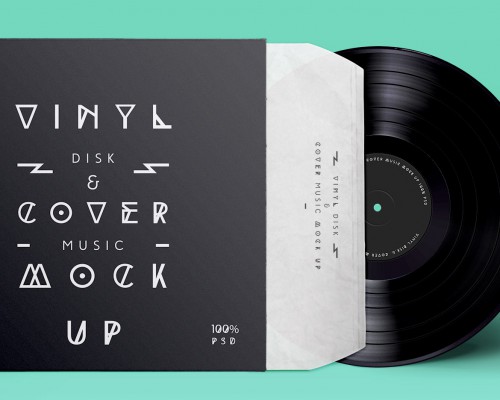 VINYL
DISK
&
COVER
MUSIC
MOCK
UP
100%
PSD
VINYL DISK
&
COVER MUSIC MOCK UP